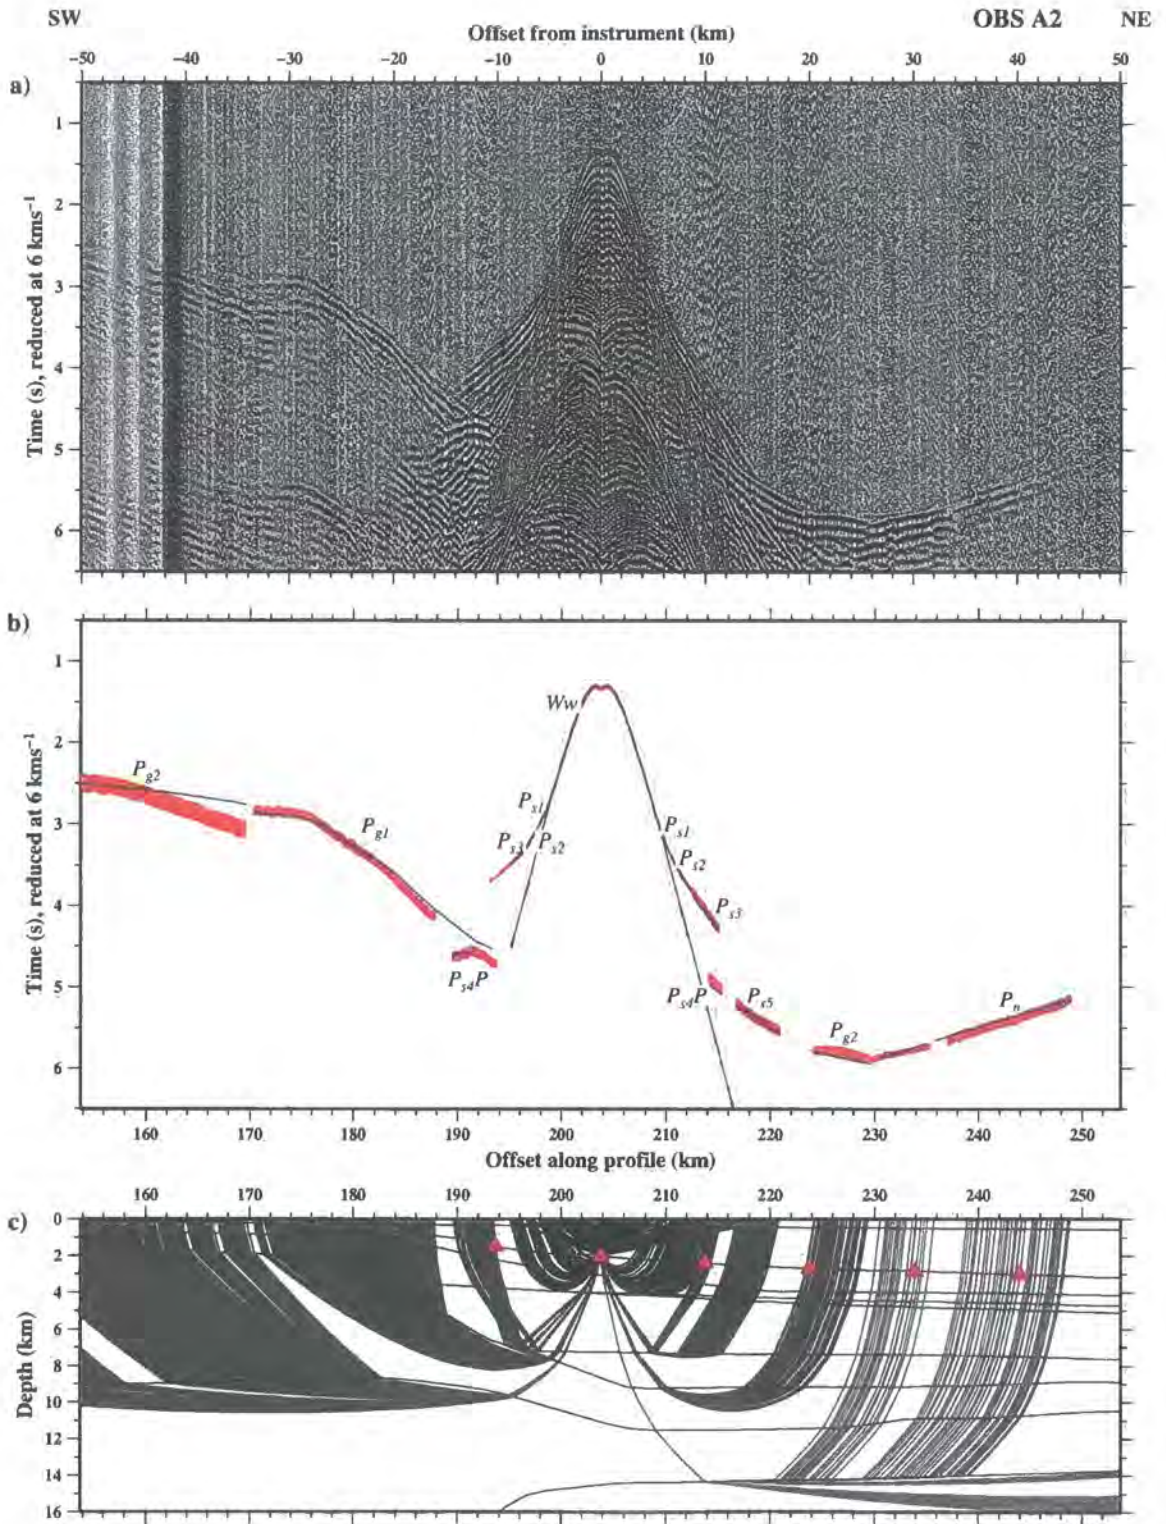 SW OBS A2 NE
Offset from instrument (km)
−50 −40 −30 −20 −10 0 10 20 30 40 50
a)
1
2
3
4
5
6
Time (s), reduced at 6 kms⁻¹
b)
1
2
3
4
5
6
Time (s), reduced at 6 kms⁻¹
Ww
Pg2
Ps1 Ps1
Pg1 Ps3 Ps2 Ps2
Ps3
Ps4P Ps4P Ps5 Pn
Pg2
160 170 180 190 200 210 220 230 240 250
Offset along profile (km)
160 170 180 190 200 210 220 230 240 250
c)
0
2
4
6
8
10
12
14
16
Depth (km)